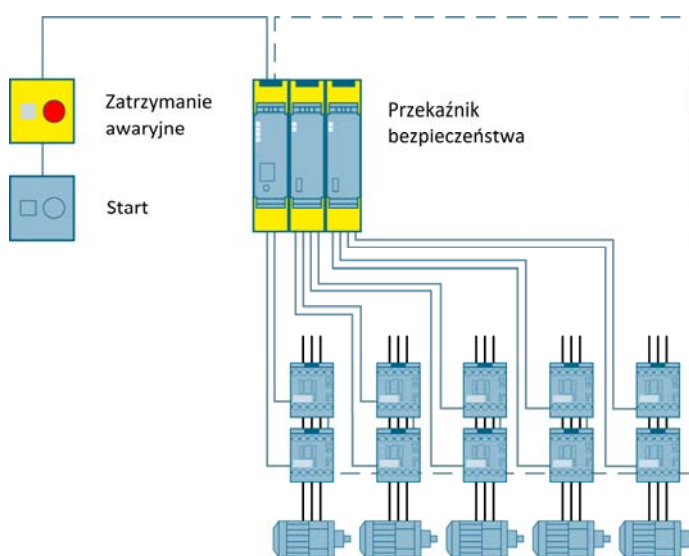 Zatrzymanie
awaryjne
Przekaźnik
bezpieczeństwa
Start